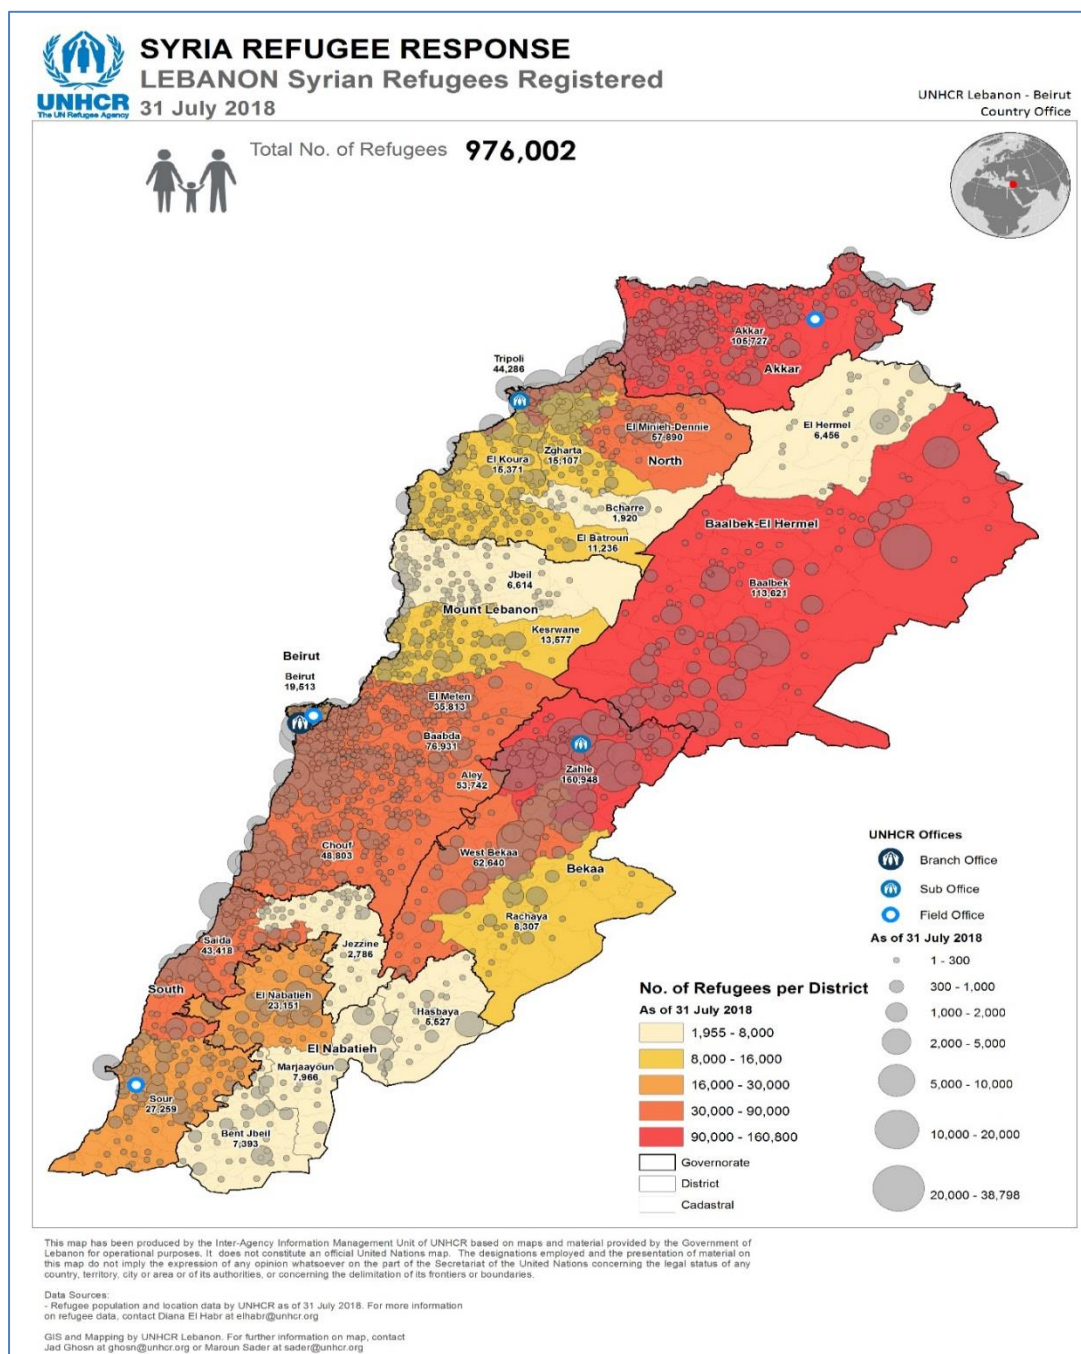 UNHCR
The UN Refugee Agency
SYRIA REFUGEE RESPONSE
LEBANON Syrian Refugees Registered
31 July 2018
UNHCR Lebanon - Beirut
Country Office
Total No. of Refugees 976,002
Akkar
105,727
Akkar
Tripoli
44,286
El Hermel
6,456
El Minieh-Dennie
57,890
North
Zgharta
15,107
El Koura
15,371
Bcharre
1,920
Baalbek-El Hermel
El Batroun
11,236
Jbeil
6,614
Baalbek
113,621
Mount Lebanon
Kesrwane
13,577
Beirut
Beirut
19,513
El Meten
35,813
Baabda
76,931
Aley
53,742
Zahle
160,948
Chouf
48,803
West Bekaa
62,640
Bekaa
Rachaya
8,307
Saida
43,418
Jezzine
2,786
South
El Nabatieh
23,151
Hasbaya
5,527
El Nabatieh
Marjaayoun
7,966
Sour
27,259
Bent Jbeil
7,393
UNHCR Offices
Branch Office
Sub Office
Field Office
As of 31 July 2018
1 - 300
300 - 1,000
1,000 - 2,000
2,000 - 5,000
5,000 - 10,000
10,000 - 20,000
20,000 - 38,798
No. of Refugees per District
As of 31 July 2018
1,955 - 8,000
8,000 - 16,000
16,000 - 30,000
30,000 - 90,000
90,000 - 160,800
Governorate
District
Cadastral
This map has been produced by the Inter-Agency Information Management Unit of UNHCR based on maps and material provided by the Government of
Lebanon for operational purposes. It does not constitute an official United Nations map. The designations employed and the presentation of material on
this map do not imply the expression of any opinion whatsoever on the part of the Secretariat of the United Nations concerning the legal status of any
country, territory, city or area or of its authorities, or concerning the delimitation of its frontiers or boundaries.
Data Sources:
- Refugee population and location data by UNHCR as of 31 July 2018. For more information
on refugee data, contact Diana El Habr at elhabr@unhcr.org
GIS and Mapping by UNHCR Lebanon. For further information on map, contact
Jad Ghosn at ghosn@unhcr.org or Maroun Sader at sader@unhcr.org